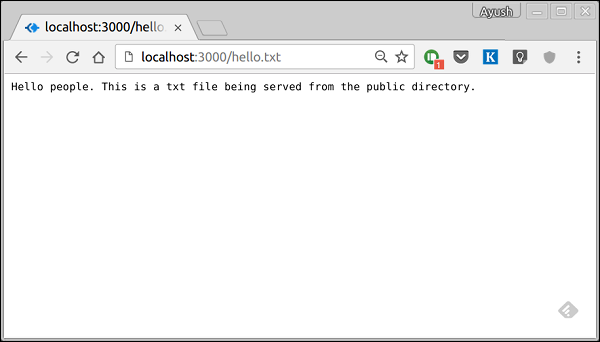 Ayush
localhost:3000/hello
localhost:3000/hello.txt
1
K
Hello people. This is a txt file being served from the public directory.